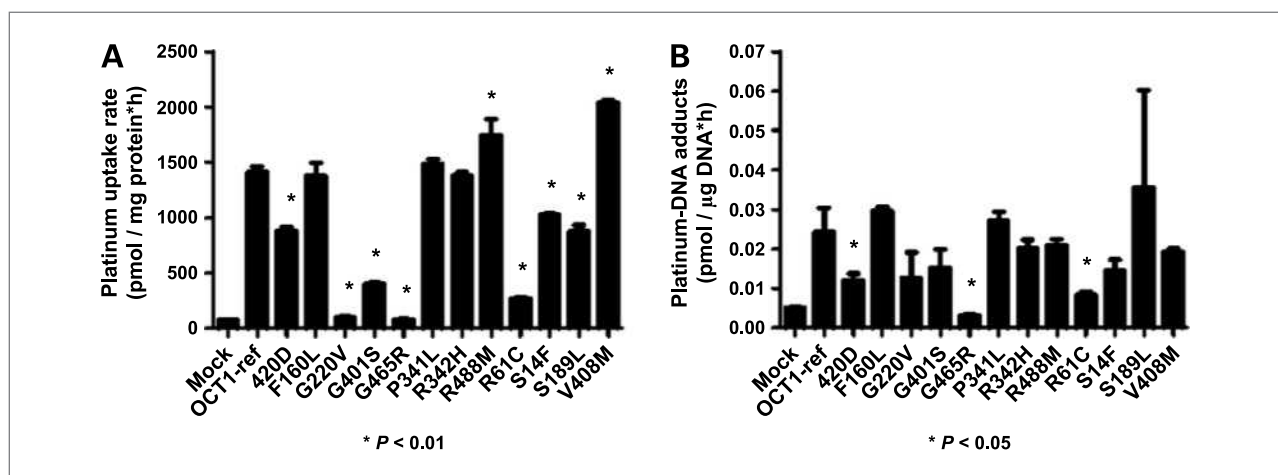 A
Platinum uptake rate
(pmol / mg protein*h)
2500
2000
1500
1000
500
0
* * * * * * * *
Mock
OCT1-ref
420D
F160L
G220V
G401S
G465R
P341L
R342H
R488M
R61C
S14F
S189L
V408M
* P < 0.01
B
Platinum-DNA adducts
(pmol / μg DNA*h)
0.07
0.06
0.05
0.04
0.03
0.02
0.01
0.00
* * *
Mock
OCT1-ref
420D
F160L
G220V
G401S
G465R
P341L
R342H
R488M
R61C
S14F
S189L
V408M
* P < 0.05